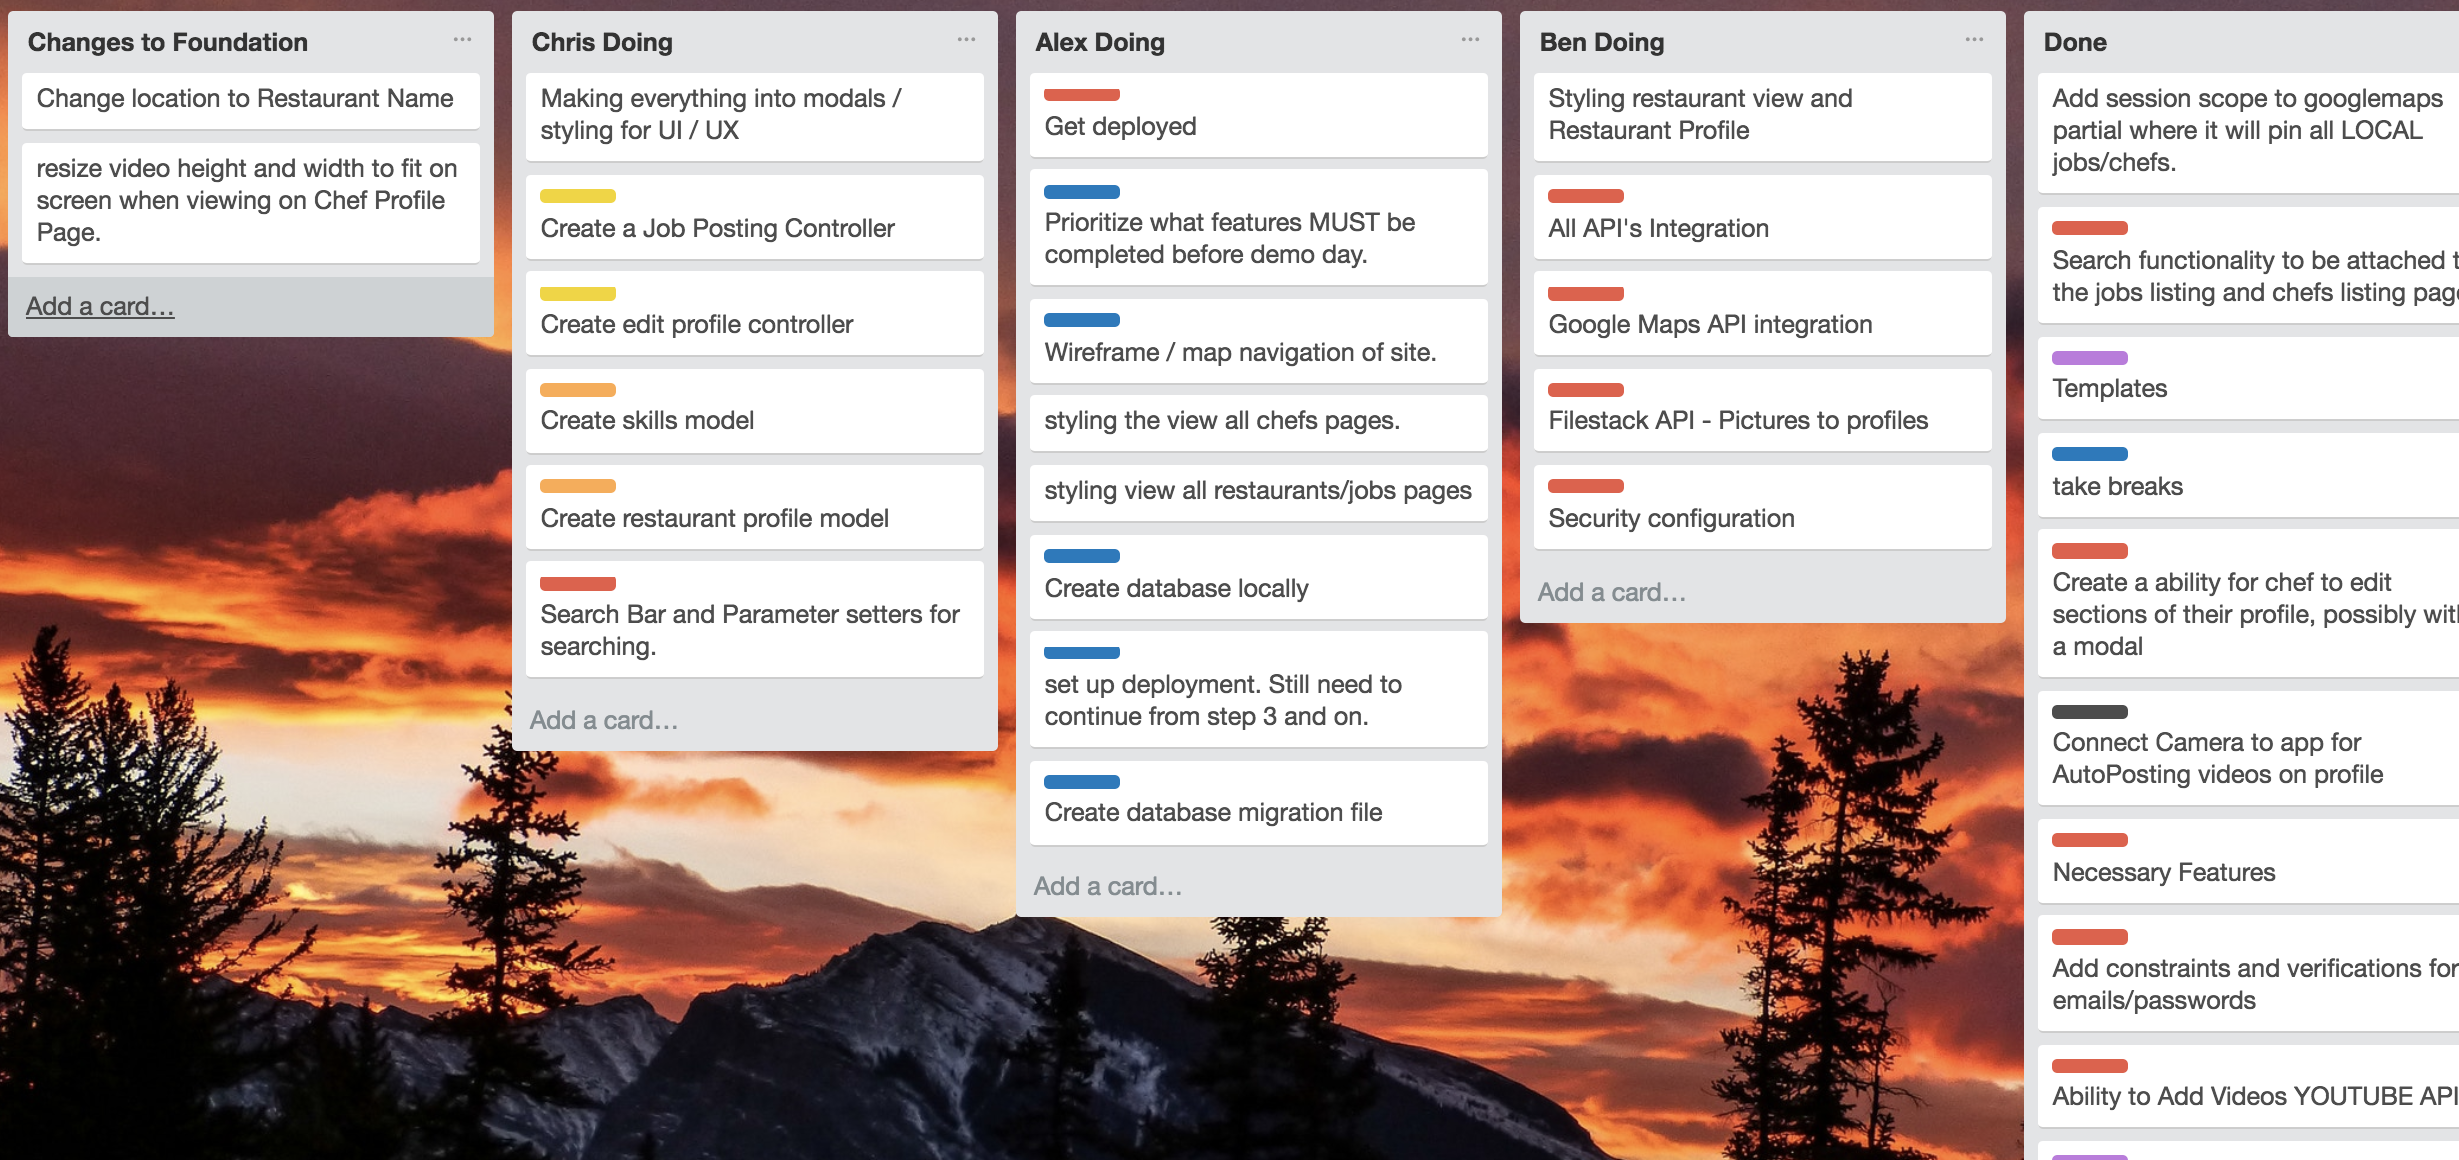 Changes to Foundation
Change location to Restaurant Name
resize video height and width to fit on
screen when viewing on Chef Profile
Page.
Add a card...
Chris Doing
Making everything into modals /
styling for UI / UX
Create a Job Posting Controller
Create edit profile controller
Create skills model
Create restaurant profile model
Search Bar and Parameter setters for
searching.
Add a card...
Alex Doing
Get deployed
Prioritize what features MUST be
completed before demo day.
Wireframe / map navigation of site.
styling the view all chefs pages.
styling view all restaurants/jobs pages
Create database locally
set up deployment. Still need to
continue from step 3 and on.
Create database migration file
Add a card...
Ben Doing
Styling restaurant view and
Restaurant Profile
All API's Integration
Google Maps API integration
Filestack API - Pictures to profiles
Security configuration
Add a card...
Done
Add session scope to googlemaps
partial where it will pin all LOCAL
jobs/chefs.
Search functionality to be attached
the jobs listing and chefs listing
Templates
take breaks
Create a ability for chef to edit
sections of their profile, possibly
a modal
Connect Camera to app for
AutoPosting videos on profile
Necessary Features
Add constraints and verifications for
emails/passwords
Ability to Add Videos YOUTUBE API